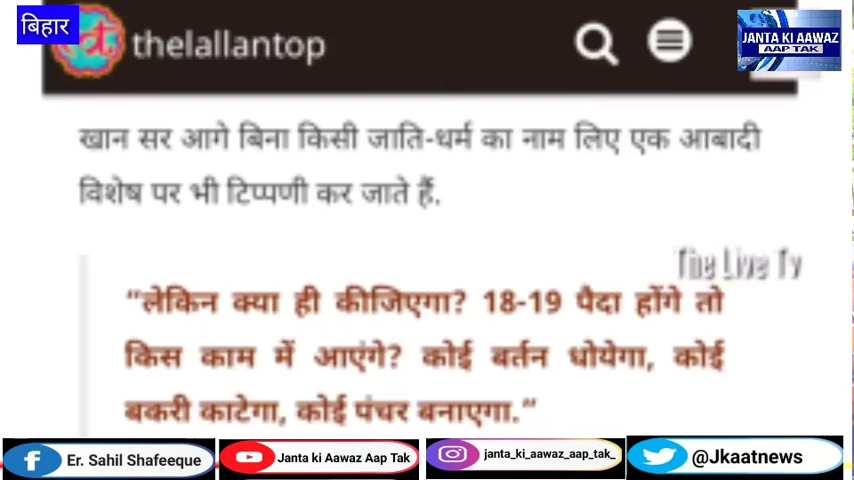 बिहार
thelallantop
JANTA KI AAWAZ
AAP TAK
खान सर आगे बिना किसी जाति-धर्म का नाम लिए एक आबादी
विशेष पर भी टिप्पणी कर जाते हैं.
The Live Tv
“लेकिन क्या ही कीजिएगा? 18-19 पैदा होंगे तो
किस काम में आएंगे? कोई बर्तन धोयेगा, कोई
बकरी काटेगा, कोई पंचर बनाएगा.“
Er. Sahil Shafeeque
Janta ki Aawaz Aap Tak
janta_ki_aawaz_aap_tak_
@Jkaatnews